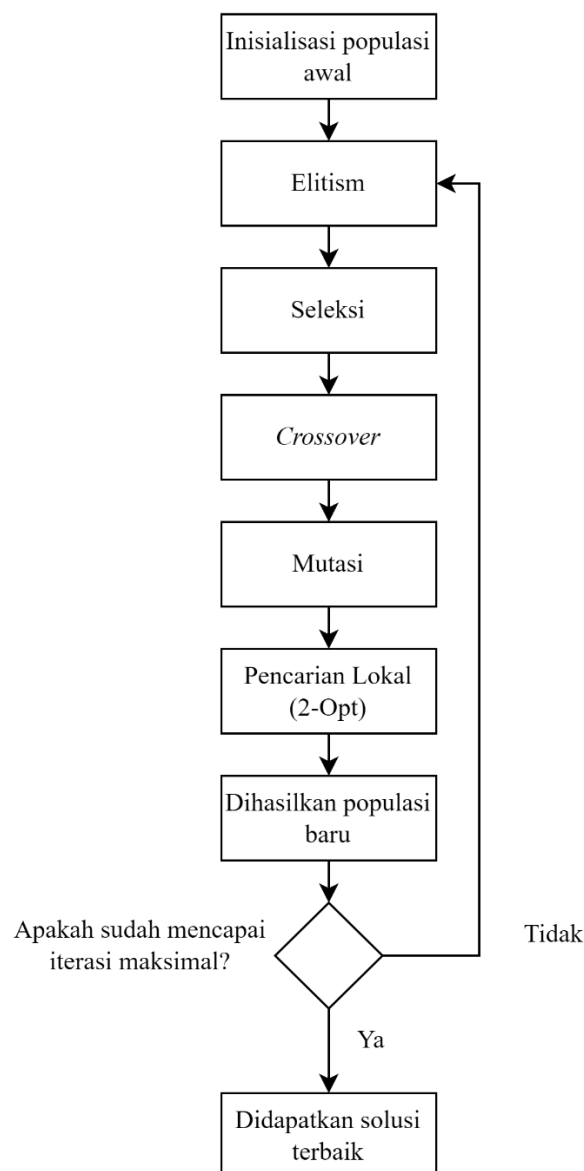 Inisialisasi populasi
awal
Elitism
Seleksi
Crossover
Mutasi
Pencarian Lokal
(2-Opt)
Dihasilkan populasi
baru
Apakah sudah mencapai
iterasi maksimal?
Tidak
Ya
Didapatkan solusi
terbaik